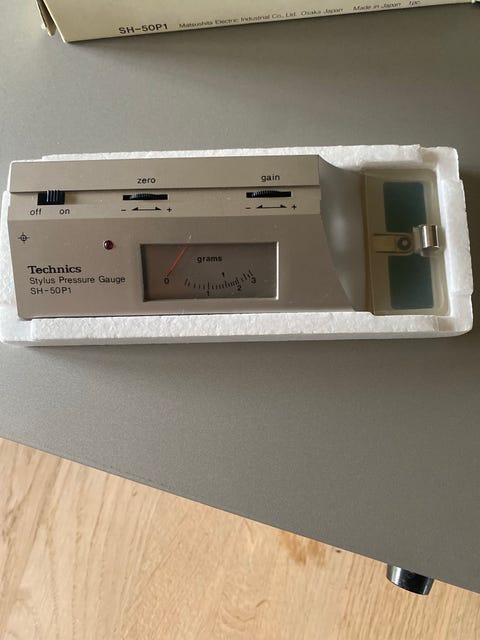 SH-50P1 Matsushita Electric Industrial Co., Ltd. Osaka Japan Made in Japan
zero gain
off on - + - +
grams
0 1 3
1 2
Technics
Stylus Pressure Gauge
SH-50P1